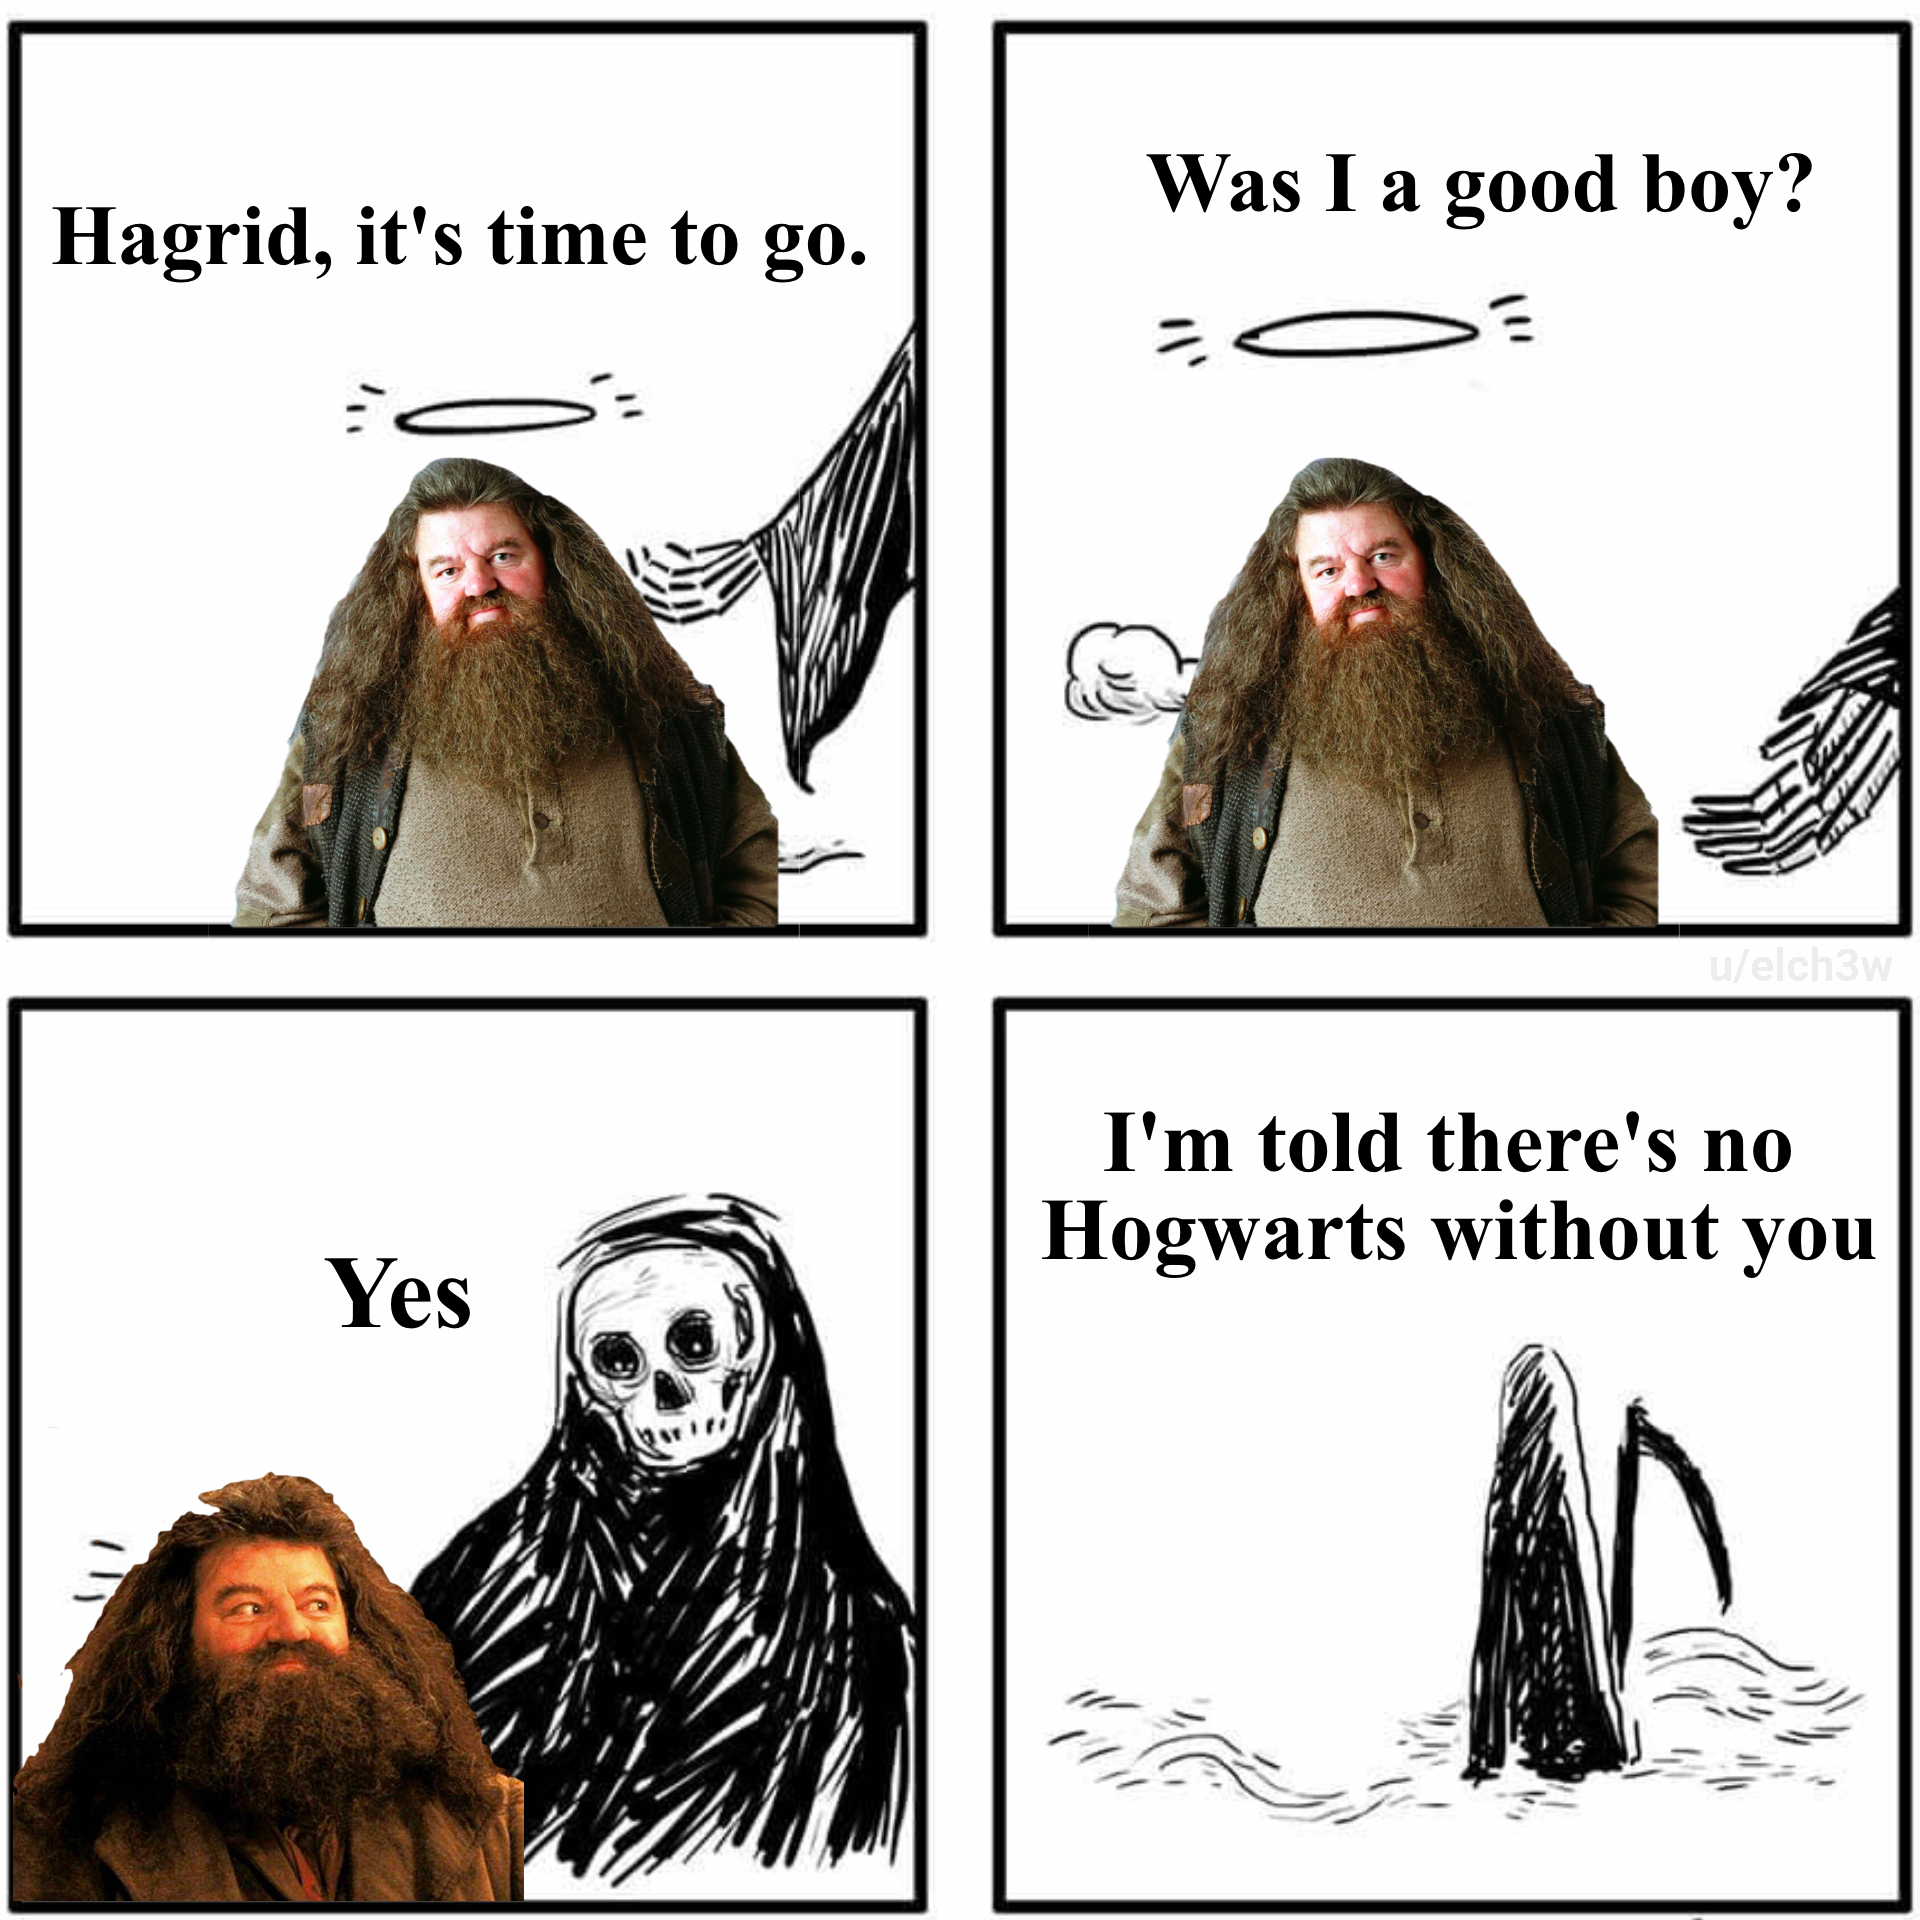 Hagrid, it's time to go.
Was I a good boy?
u/elch3w
Yes
I'm told there's no
Hogwarts without you